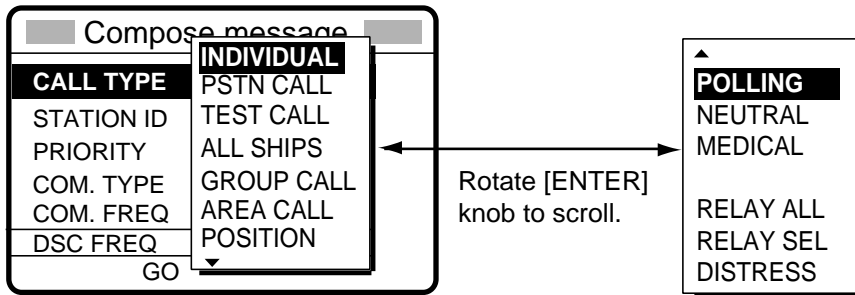 Compose message
CALL TYPE
STATION ID
PRIORITY
COM. TYPE
COM. FREQ
DSC FREQ
GO
INDIVIDUAL
PSTN CALL
TEST CALL
ALL SHIPS
GROUP CALL
AREA CALL
POSITION
Rotate [ENTER]
knob to scroll.
POLLING
NEUTRAL
MEDICAL
RELAY ALL
RELAY SEL
DISTRESS